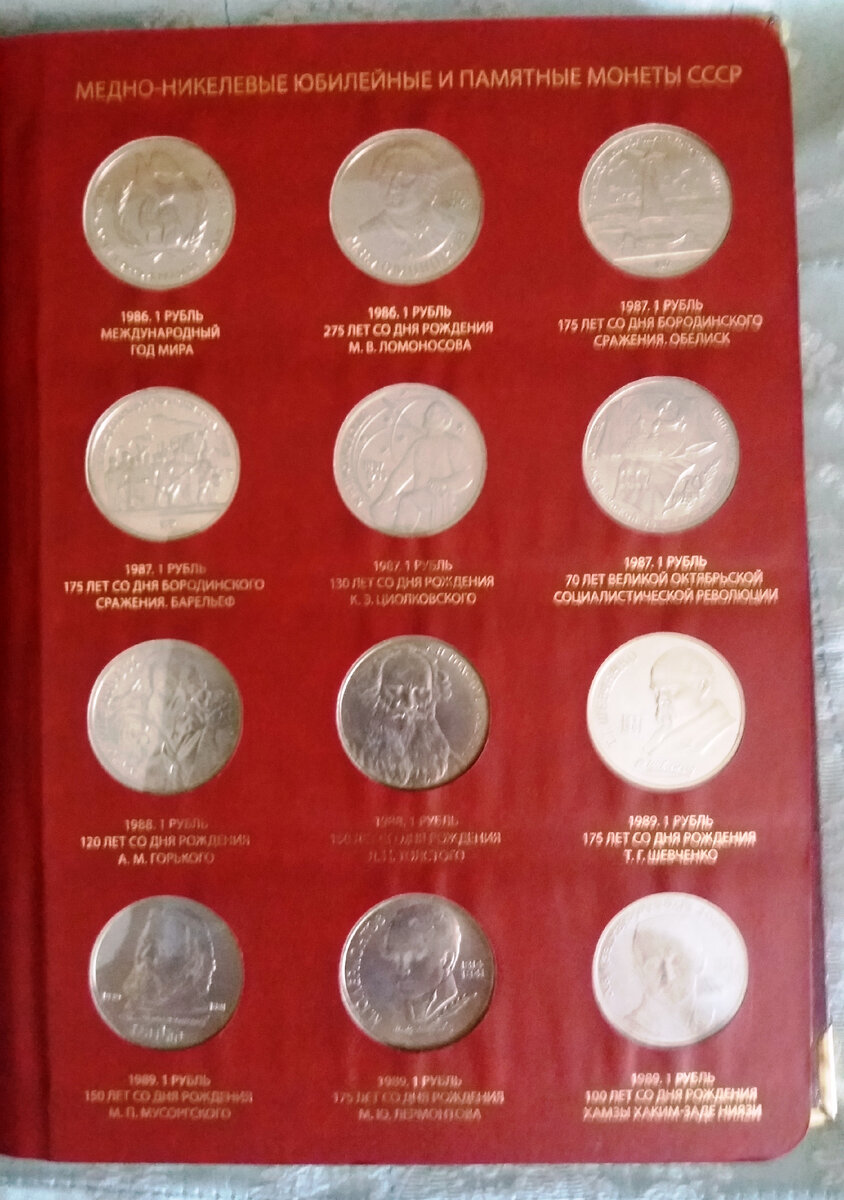 МЕДНО-НИКЕЛЕВЫЕ ЮБИЛЕЙНЫЕ И ПАМЯТНЫЕ МОНЕТЫ СССР
1986. 1 РУБЛЬ
МЕЖДУНАРОДНЫЙ
ГОД МИРА
1986. 1 РУБЛЬ
275 ЛЕТ СО ДНЯ РОЖДЕНИЯ
М. В. ЛОМОНОСОВА
1987. 1 РУБЛЬ
175 ЛЕТ СО ДНЯ БОРОДИНСКОГО
СРАЖЕНИЯ. ОБЕЛИСК
1987. 1 РУБЛЬ
175 ЛЕТ СО ДНЯ БОРОДИНСКОГО
СРАЖЕНИЯ. БАРЕЛЬЕФ
1987. 1 РУБЛЬ
130 ЛЕТ СО ДНЯ РОЖДЕНИЯ
К. Э. ЦИОЛКОВСКОГО
1987. 1 РУБЛЬ
70 ЛЕТ ВЕЛИКОЙ ОКТЯБРЬСКОЙ
СОЦИАЛИСТИЧЕСКОЙ РЕВОЛЮЦИИ
1988. 1 РУБЛЬ
120 ЛЕТ СО ДНЯ РОЖДЕНИЯ
А. М. ГОРЬКОГО
1988. 1 РУБЛЬ
ЛЕТ СО ДНЯ РОЖДЕНИЯ
Л. Н. ТОЛСТОГО
1989. 1 РУБЛЬ
175 ЛЕТ СО ДНЯ РОЖДЕНИЯ
Т. Г. ШЕВЧЕНКО
1989. 1 РУБЛЬ
150 ЛЕТ СО ДНЯ РОЖДЕНИЯ
М. П. МУСОРГСКОГО
М.Ю. ЛЕРМОНТОВ
1814
1841
1989. 1 РУБЛЬ
175 ЛЕТ СО ДНЯ РОЖДЕНИЯ
М. Ю. ЛЕРМОНТОВА
1989. 1 РУБЛЬ
100 ЛЕТ СО ДНЯ РОЖДЕНИЯ
ХАМЗЫ ХАКИМ-ЗАДЕ НИЯЗИ